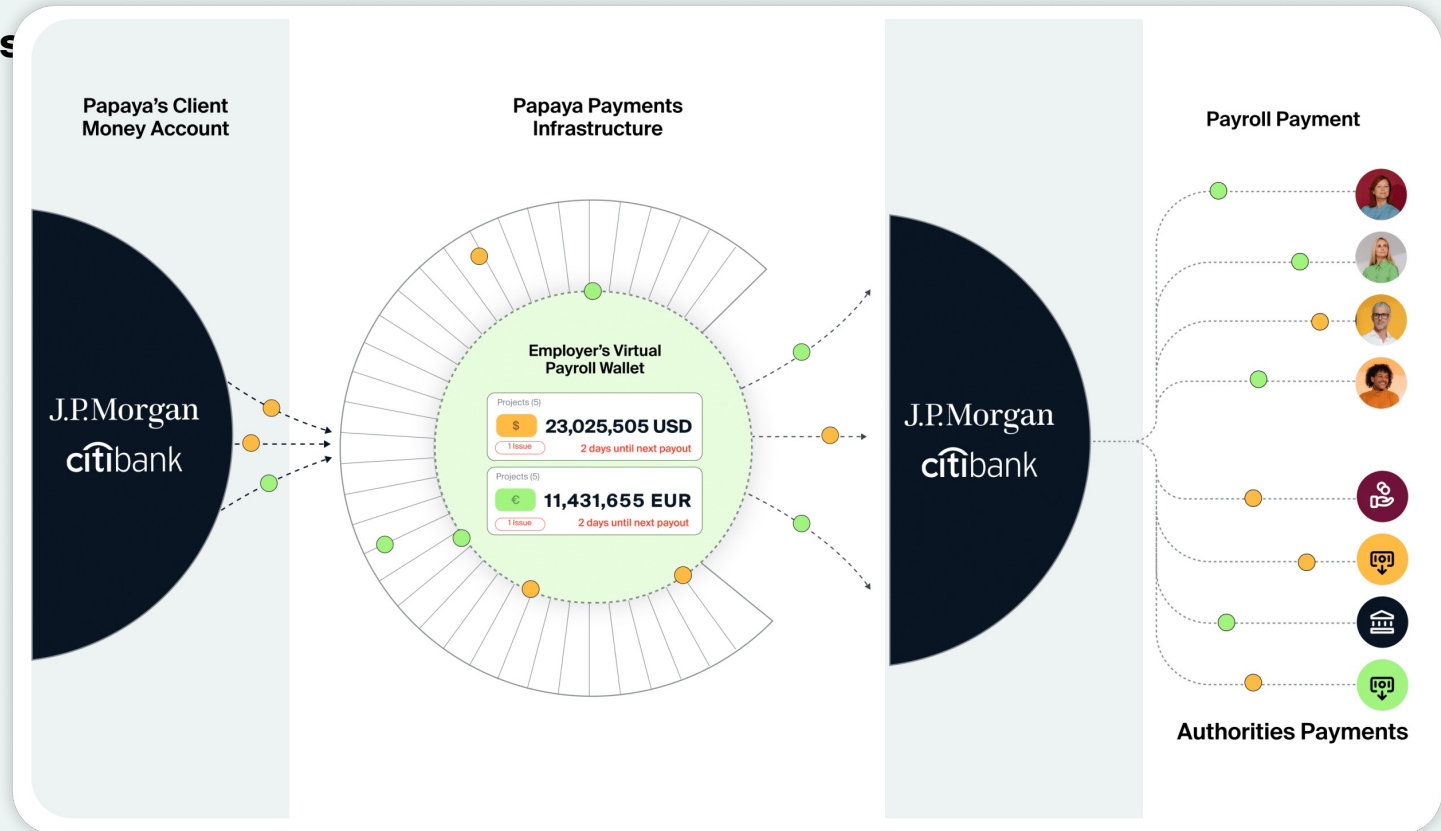 s
Papaya's Client
Money Account
Papaya Payments
Infrastructure
Payroll Payment
J.P.Morgan
citibank
Employer's Virtual
Payroll Wallet
Projects (5)
$ 23,025,505 USD
1 Issue 2 days until next payout
Projects (5)
€ 11,431,655 EUR
1 Issue 2 days until next payout
J.P.Morgan
citibank
Authorities Payments